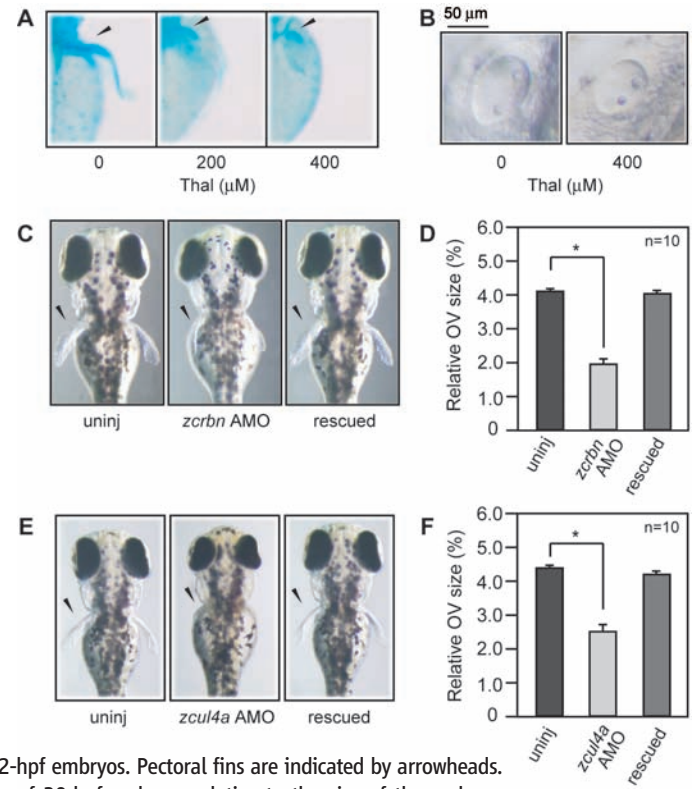 A
0
200
400
Thal (μM)
B
50 μm
0
400
Thal (μM)
C
uninj
zcrbn AMO
rescued
D
Relative OV size (%)
6.0
5.0
4.0
3.0
2.0
1.0
0
n=10
*
uninj
zcrbn
AMO
rescued
E
uninj
zcul4a AMO
rescued
F
Relative OV size (%)
6.0
5.0
4.0
3.0
2.0
1.0
0
n=10
*
uninj
zcul4a
AMO
rescued
2-hpf embryos. Pectoral fins are indicated by arrowheads.